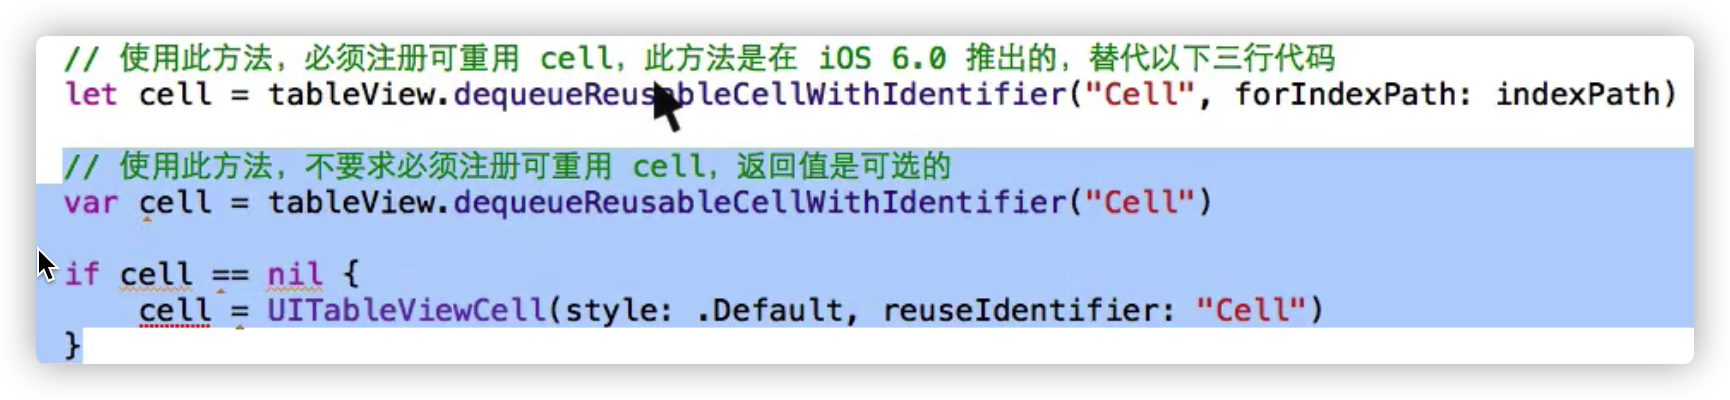 // 使用此方法，必须注册可重用 cell，此方法是在 iOS 6.0 推出的，替代以下三行代码
let cell = tableView.dequeueReusableCellWithIdentifier("Cell", forIndexPath: indexPath)
// 使用此方法，不要求必须注册可重用 cell，返回值是可选的
var cell = tableView.dequeueReusableCellWithIdentifier("Cell")
if cell == nil {
cell = UITableViewCell(style: .Default, reuseIdentifier: "Cell")
}